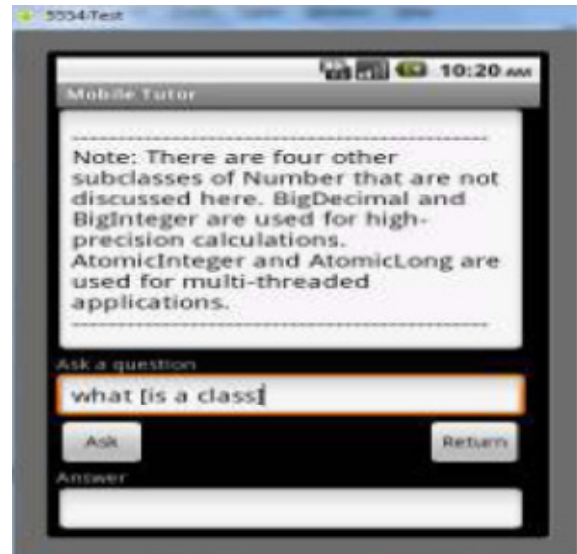 5554:Test
10:20 AM
Mobile Tutor
Note: There are four other
subclasses of Number that are not
discussed here. BigDecimal and
BigInteger are used for high-
precision calculations.
AtomicInteger and AtomicLong are
used for multi-threaded
applications.
Ask a question
what [is a class]
Ask
Return
Answer